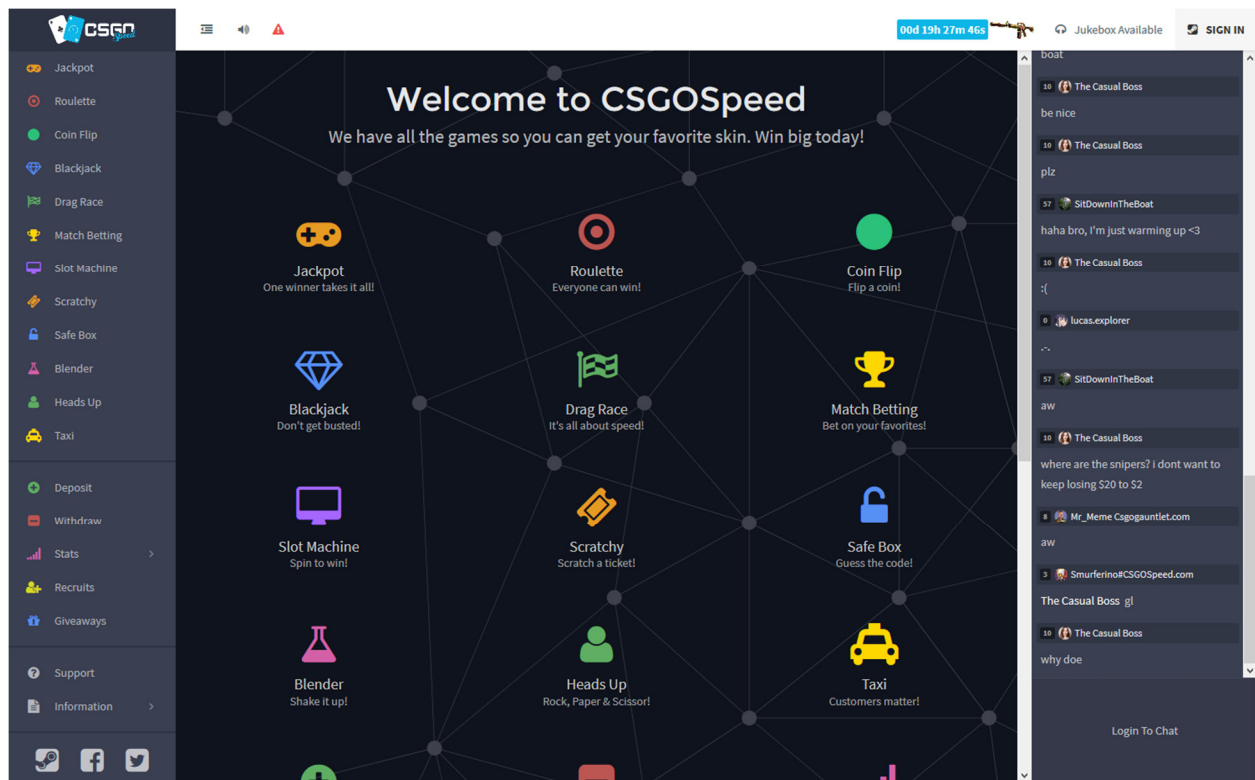 CSGO
Speed
00d 19h 27m 46s
Jukebox Available
SIGN IN
Jackpot
Roulette
Coin Flip
Blackjack
Drag Race
Match Betting
Slot Machine
Scratchy
Safe Box
Blender
Heads Up
Taxi
Deposit
Withdraw
Stats
Recruits
Giveaways
Support
Information
Welcome to CSGOSpeed
We have all the games so you can get your favorite skin. Win big today!
Jackpot
One winner takes it all!
Roulette
Everyone can win!
Coin Flip
Flip a coin!
Blackjack
Don't get busted!
Drag Race
It's all about speed!
Match Betting
Bet on your favorites!
Slot Machine
Spin to win!
Scratchy
Scratch a ticket!
Safe Box
Guess the code!
Blender
Shake it up!
Heads Up
Rock, Paper & Scissor!
Taxi
Customers matter!
boat
10 The Casual Boss
be nice
10 The Casual Boss
plz
57 SitDownInTheBoat
haha bro, I'm just warming up <3
10 The Casual Boss
:(
0 lucas.explorer
.-.
57 SitDownInTheBoat
aw
10 The Casual Boss
where are the snipers? i dont want to
keep losing $20 to $2
8 Mr_Meme Csgogauntlet.com
aw
3 Smurferino#CSGOSpeed.com
The Casual Boss gl
10 The Casual Boss
why doe
Login To Chat